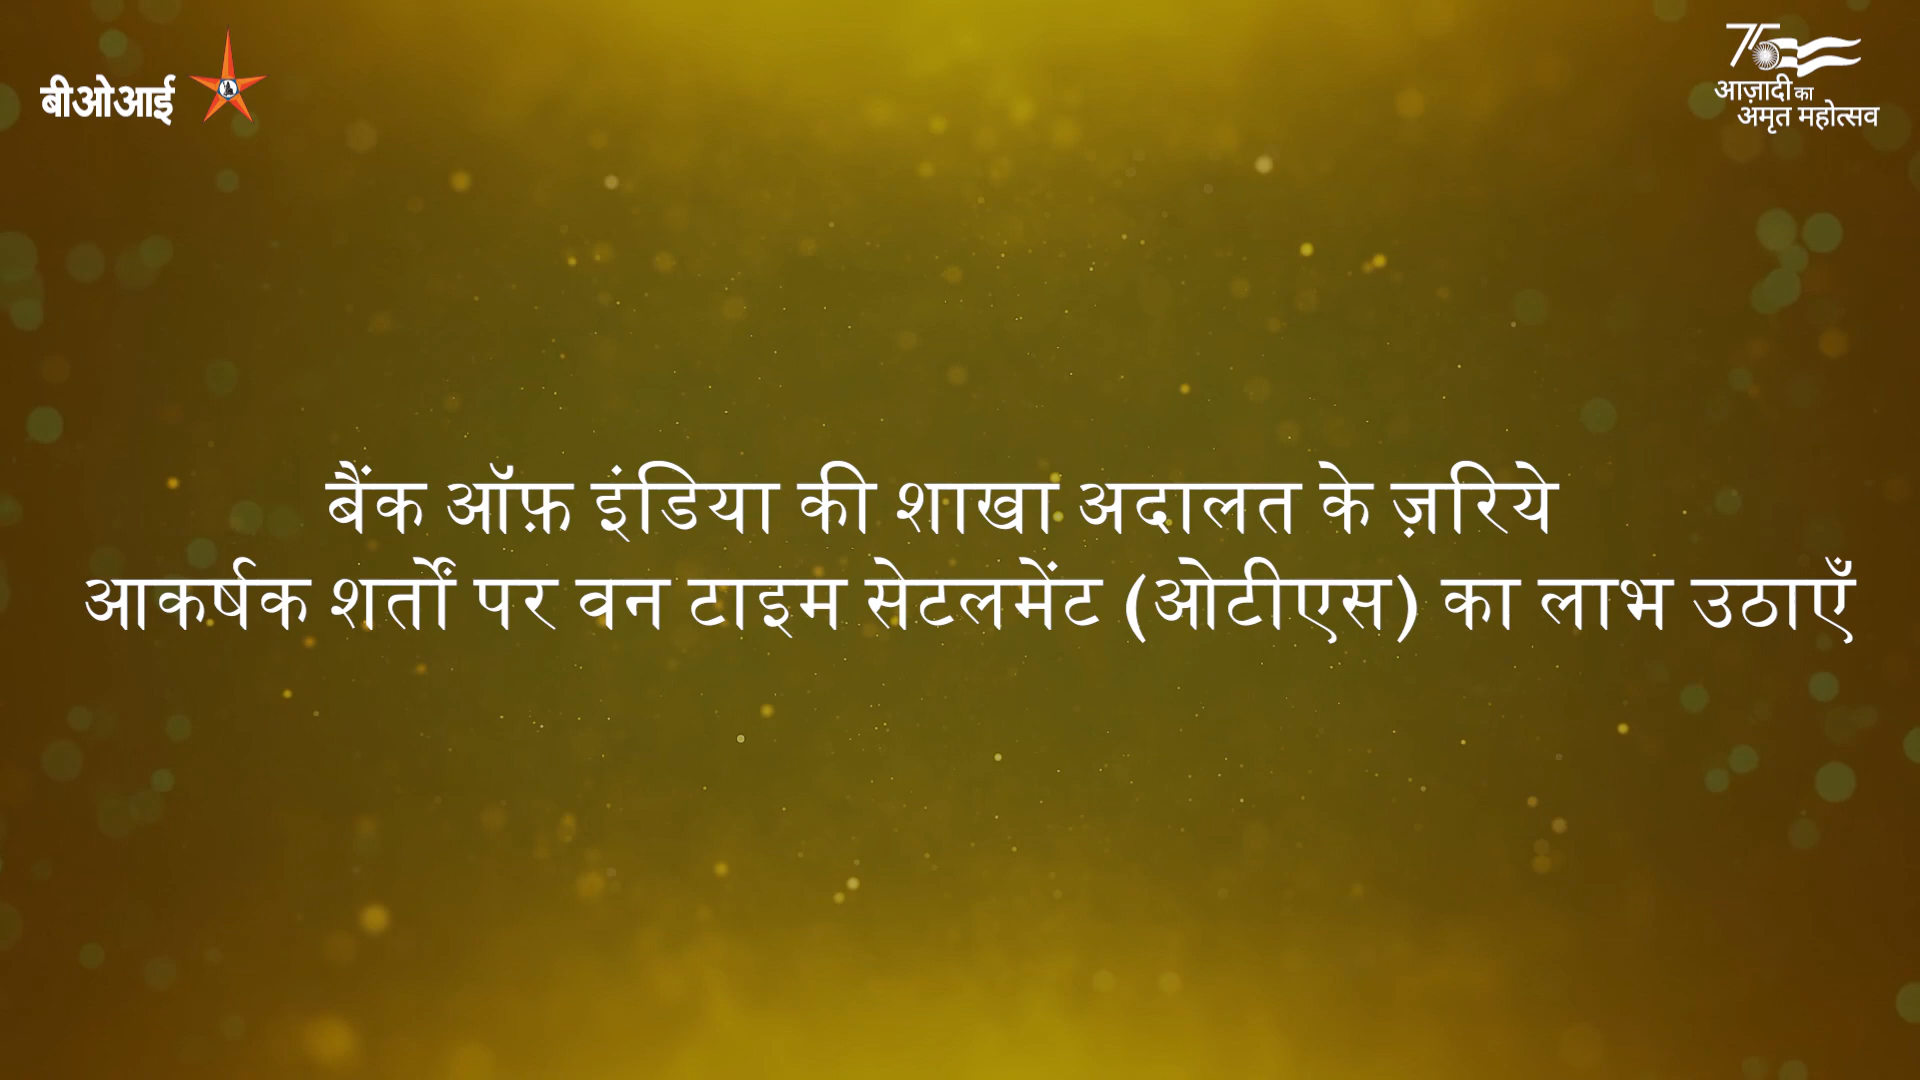 बीओआई
75
आज़ादी का
अमृत महोत्सव
बैंक ऑफ़ इंडिया की शाखा अदालत के ज़रिये
आकर्षक शर्तों पर वन टाइम सेटलमेंट (ओटीएस) का लाभ उठाएँ